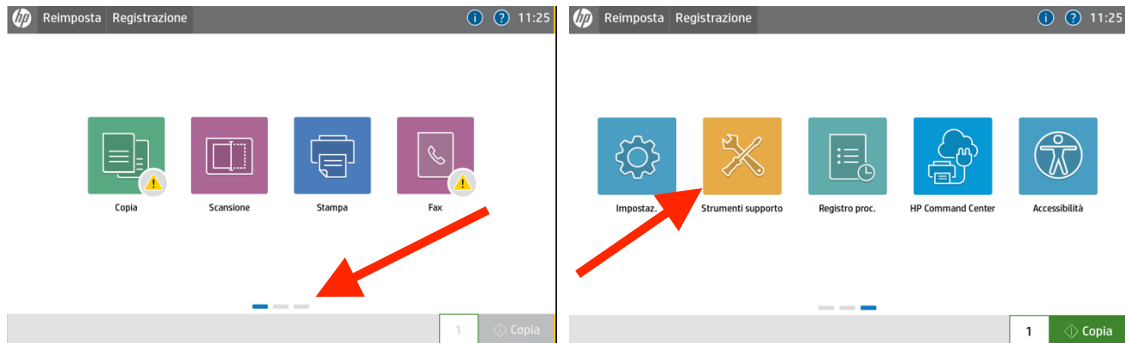 hp Reimposta Registrazione i ? 11:25
Copia Scansione Stampa Fax
1 Copia
hp Reimposta Registrazione i ? 11:25
Impostaz. Strumenti supporto Registro proc. HP Command Center Accessibilità
1 Copia